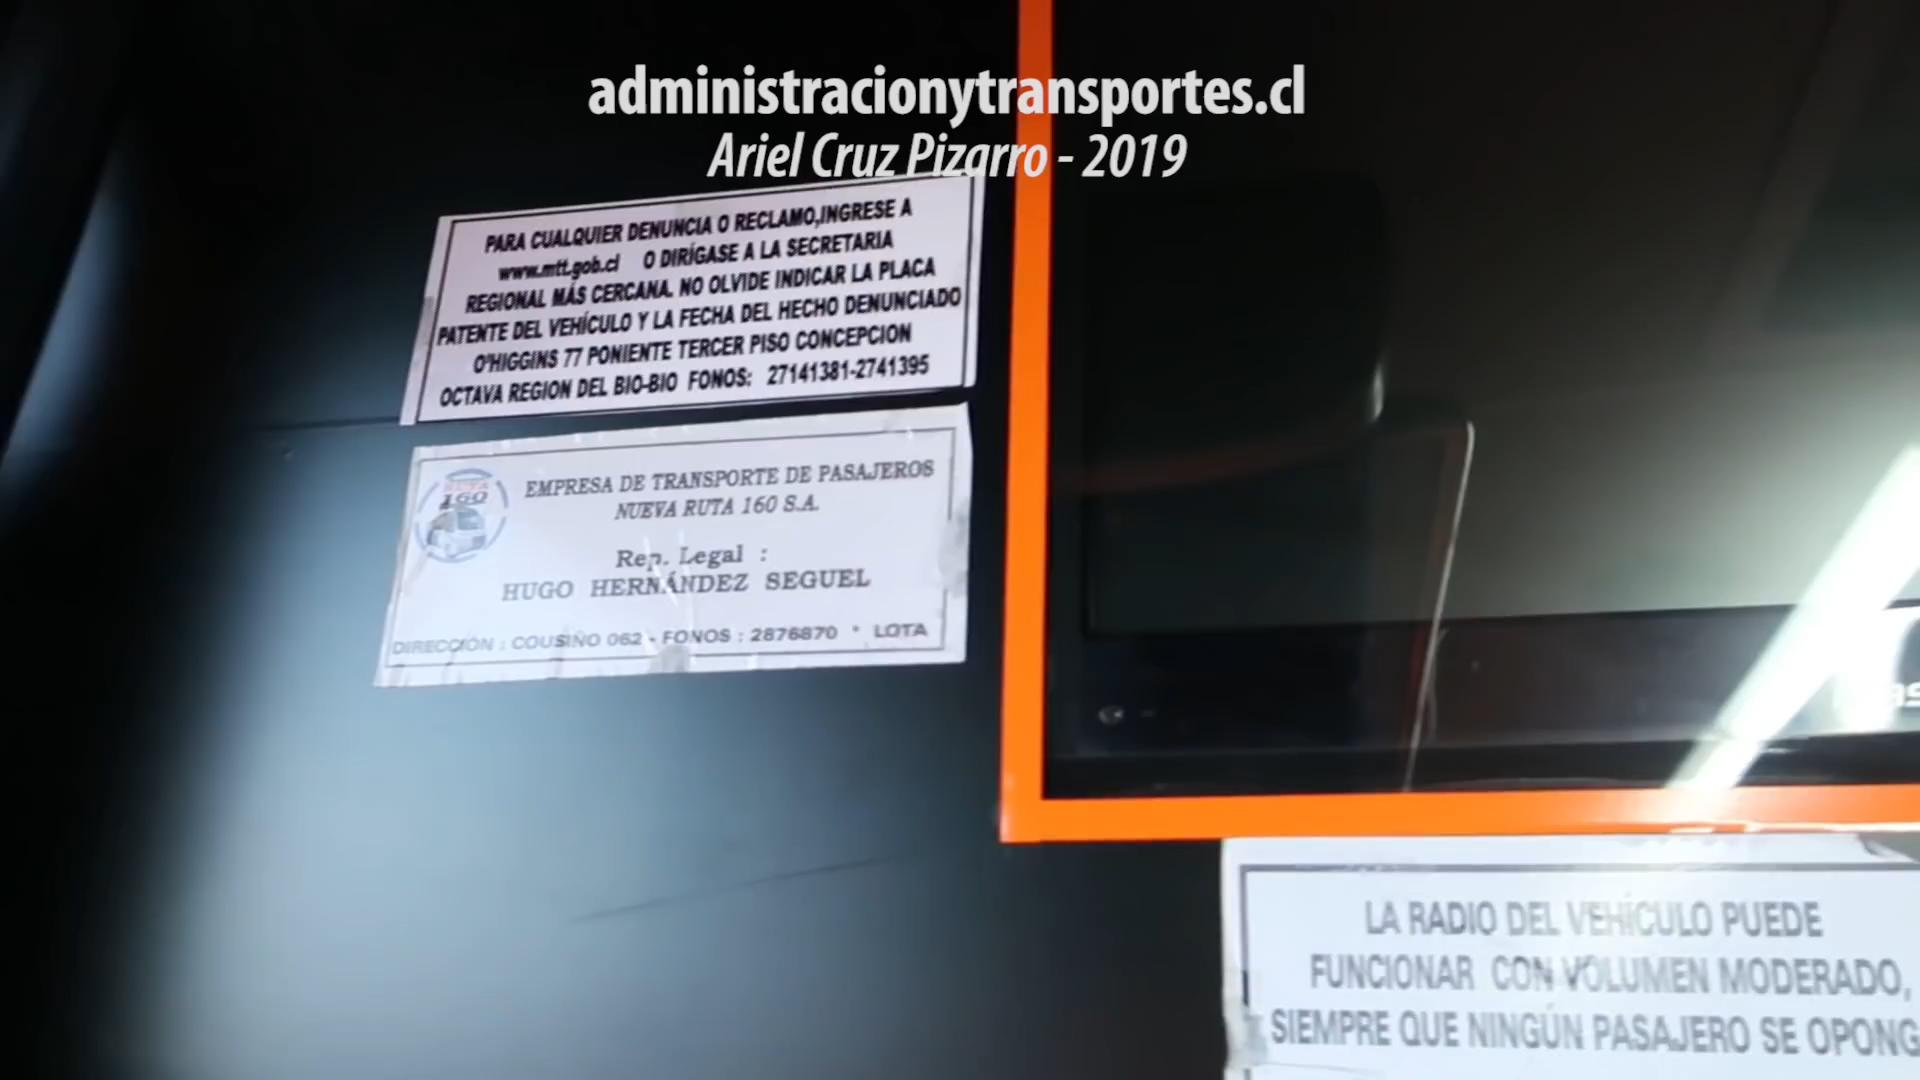 administracionytransportes.cl
Ariel Cruz Pizarro - 2019
PARA CUALQUIER DENUNCIA O RECLAMO,INGRESE A
www.mtt.gob.cl O DIRÍGASE A LA SECRETARIA
REGIONAL MÁS CERCANA. NO OLVIDE INDICAR LA PLACA
PATENTE DEL VEHÍCULO Y LA FECHA DEL HECHO DENUNCIADO
O'HIGGINS 77 PONIENTE TERCER PISO CONCEPCION
OCTAVA REGION DEL BIO-BIO FONOS: 27141381-2741395
RUTA
160
EMPRESA DE TRANSPORTE DE PASAJEROS
NUEVA RUTA 160 S.A.
Rep. Legal :
HUGO HERNÁNDEZ SEGUEL
DIRECCIÓN : COUSIÑO 062 - FONOS : 2876870 * LOTA
LA RADIO DEL VEHÍCULO PUEDE
FUNCIONAR CON VOLUMEN MODERADO,
SIEMPRE QUE NINGÚN PASAJERO SE OPONG